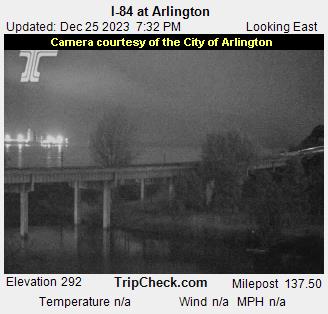 I-84 at Arlington
Updated: Dec 25 2023 7:32 PM Looking East
Camera courtesy of the City of Arlington
Elevation 292 TripCheck.com Milepost 137.50
Temperature n/a Wind n/a MPH n/a